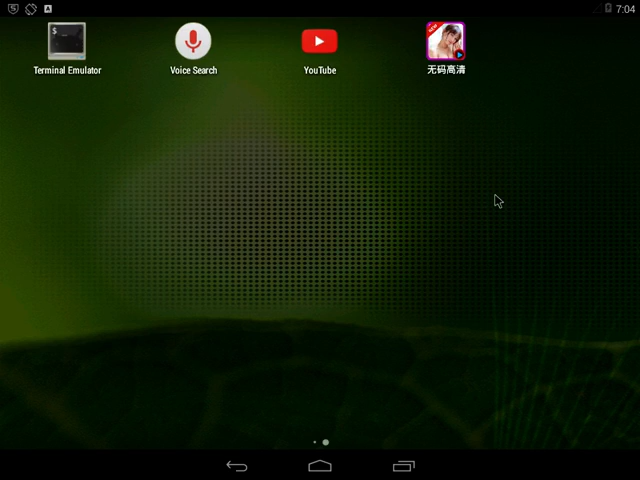 7:04
Terminal Emulator
Voice Search
YouTube
无码高清